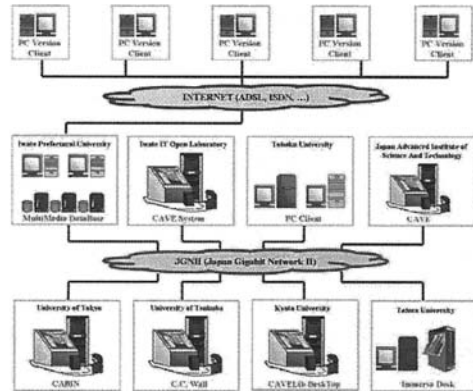 PC Version
Client
PC Version
Client
PC Version
Client
PC Version
Client
PC Version
Client
INTERNET (ADSL, ISDN, ...)
Iwate Prefectural University
MultiMedia DataBase
Iwate IT Open Laboratory
CAVE System
Tohoku University
PC Client
Japan Advanced Institute of
Science And Technology
CAVE
JGNII (Japan Gigabit Network II)
University of Tokyo
CABIN
University of Tsukuba
C.C. Wall
Kyoto University
CAVELib DeskTop
University
Immerse Desk